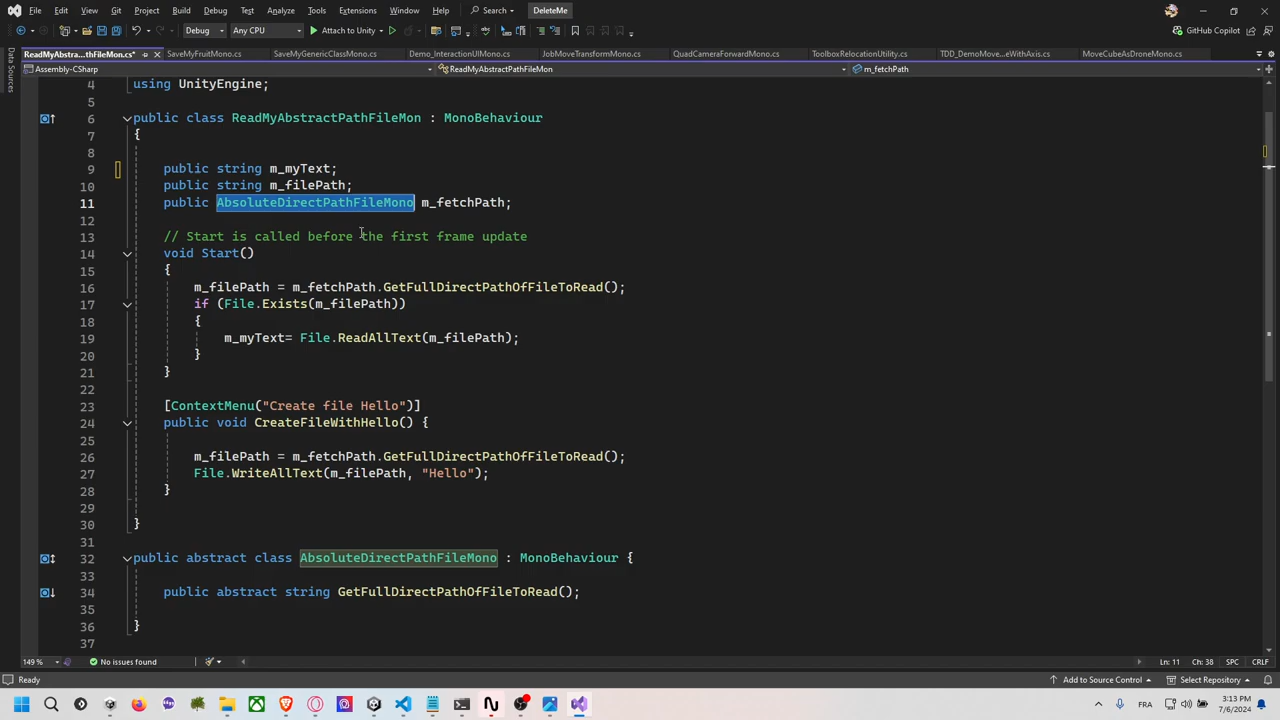 File Edit View Git Project Build Debug Test Analyze Tools Extensions Window Help Search DeleteMe
Debug Any CPU Attach to Unity GitHub Copilot
ReadMyAbstra...thFileMon.cs* SaveMyFruitMono.cs SaveMyGenericClassMono.cs Demo_InteractionUIMono.cs JobMoveTransformMono.cs QuadCameraForwardMono.cs ToolboxRelocationUtility.cs TDD_DemoMove...eWithAxis.cs MoveCubeAsDroneMono.cs
Data Sources
Assembly-CSharp ReadMyAbstractPathFileMon m_fetchPath
4 using UnityEngine;
5
6 public class ReadMyAbstractPathFileMon : MonoBehaviour
7 {
8
9 public string m_myText;
10 public string m_filePath;
11 public AbsoluteDirectPathFileMono m_fetchPath;
12
13 // Start is called before the first frame update
14 void Start()
15 {
16 m_filePath = m_fetchPath.GetFullDirectPathOfFileToRead();
17 if (File.Exists(m_filePath))
18 {
19 m_myText= File.ReadAllText(m_filePath);
20 }
21 }
22
23 [ContextMenu("Create file Hello")]
24 public void CreateFileWithHello() {
25
26 m_filePath = m_fetchPath.GetFullDirectPathOfFileToRead();
27 File.WriteAllText(m_filePath, "Hello");
28 }
29
30 }
31
32 public abstract class AbsoluteDirectPathFileMono : MonoBehaviour {
33
34 public abstract string GetFullDirectPathOfFileToRead();
35
36 }
37
149 % No issues found Ln: 11 Ch: 38 SPC CRLF
Ready Add to Source Control Select Repository
FRA 3:13 PM
7/6/2024